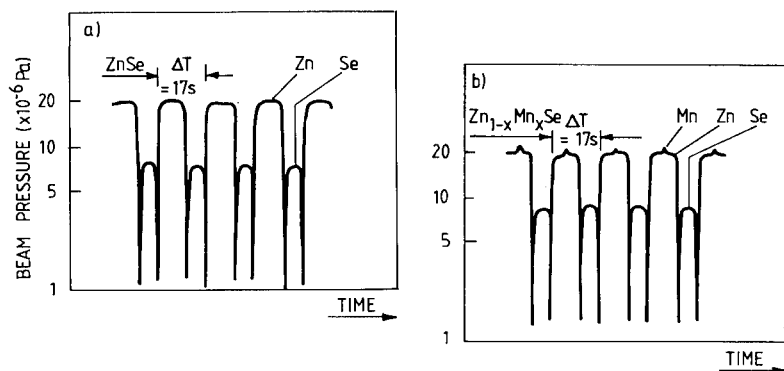 a)
ZnSe ΔT Zn Se
= 17s
BEAM PRESSURE (x10⁻⁶ Pa)
20
10
5
1
TIME
b)
Zn₁₋ₓMnₓSe ΔT Mn Zn Se
= 17s
20
10
5
1
TIME